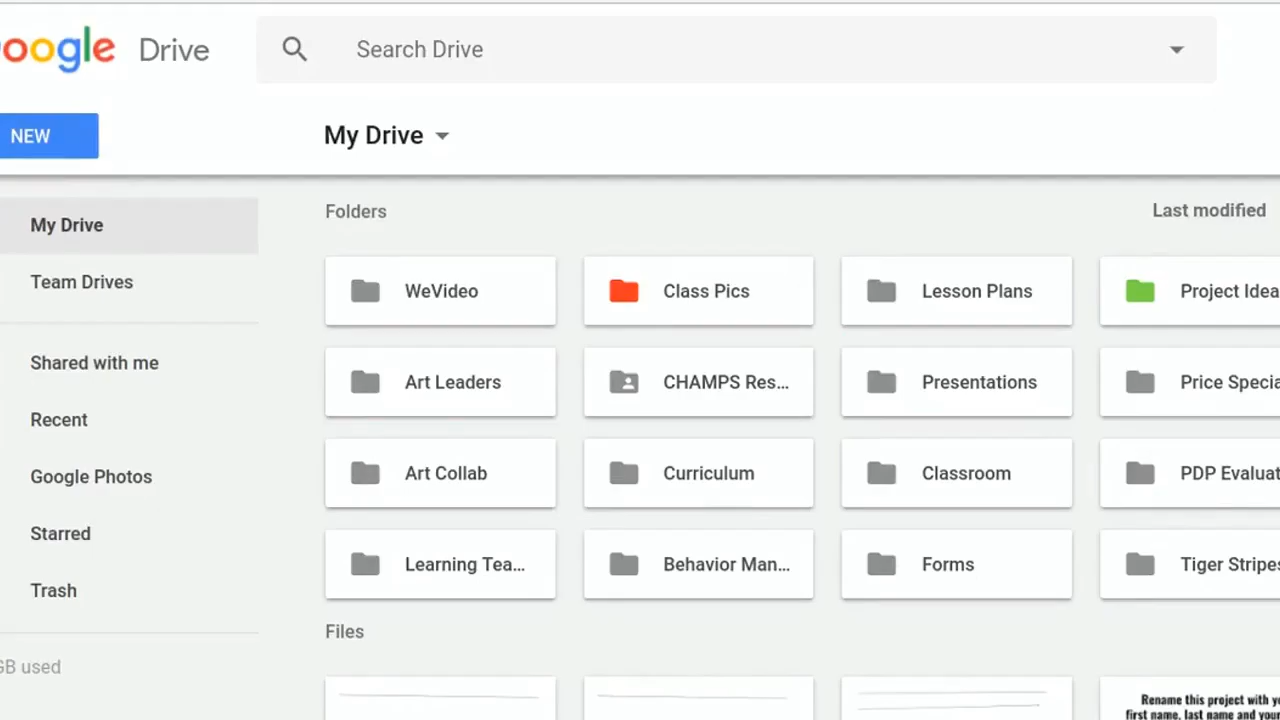 oogle Drive
Search Drive
NEW
My Drive
My Drive
Team Drives
Shared with me
Recent
Google Photos
Starred
Trash
GB used
Folders
Last modified
WeVideo
Class Pics
Lesson Plans
Project Idea
Art Leaders
CHAMPS Res...
Presentations
Price Specia
Art Collab
Curriculum
Classroom
PDP Evaluat
Learning Tea...
Behavior Man...
Forms
Tiger Stripes
Files
Rename this project with yo
first name, last name and your